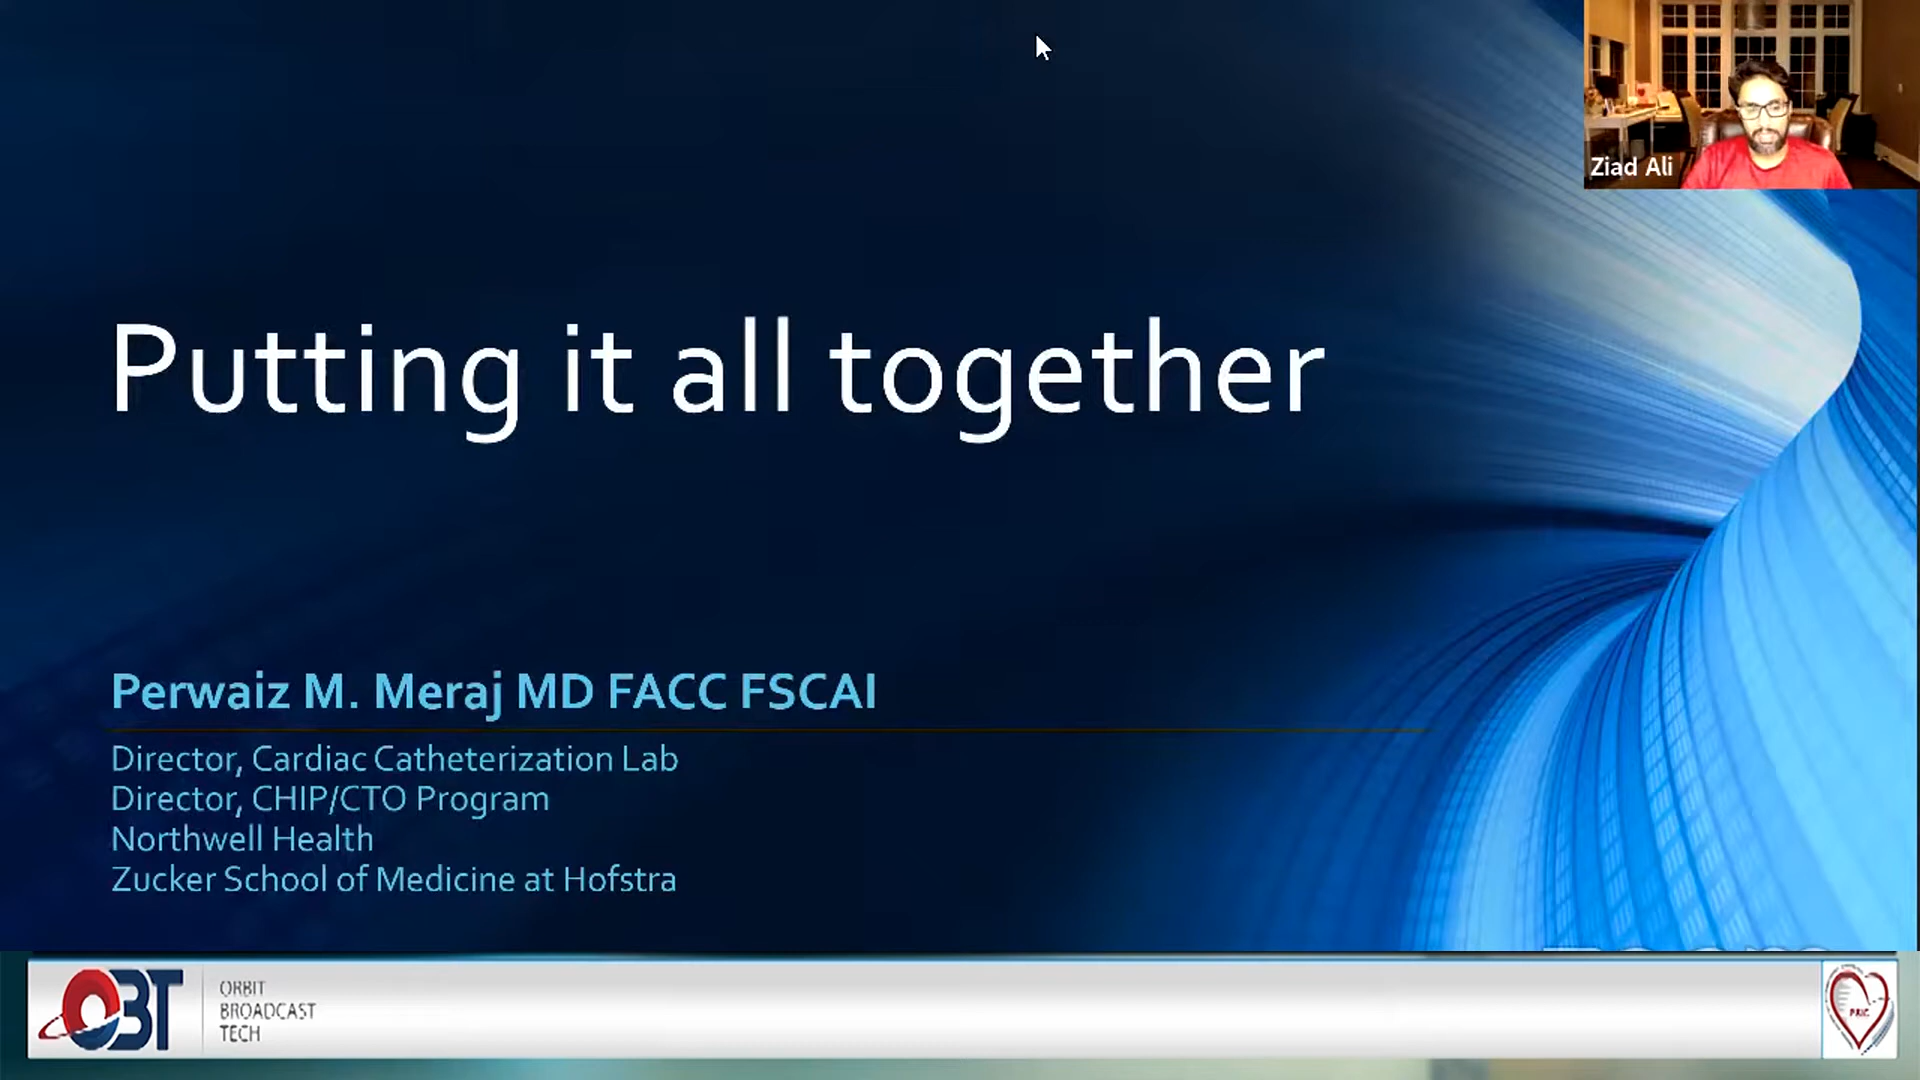 Ziad Ali
Putting it all together
Perwaiz M. Meraj MD FACC FSCAI
Director, Cardiac Catheterization Lab
Director, CHIP/CTO Program
Northwell Health
Zucker School of Medicine at Hofstra
OBT
ORBIT
BROADCAST
TECH